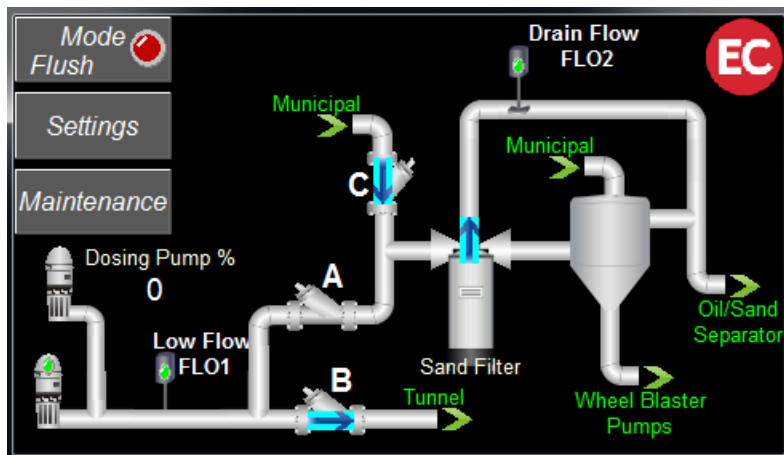 Mode
Flush
Settings
Maintenance
Drain Flow
FLO2
EC
Municipal
Municipal
C
Dosing Pump %
0
A
Low Flow
FLO1
B
Sand Filter
Tunnel
Oil/Sand
Separator
Wheel Blaster
Pumps